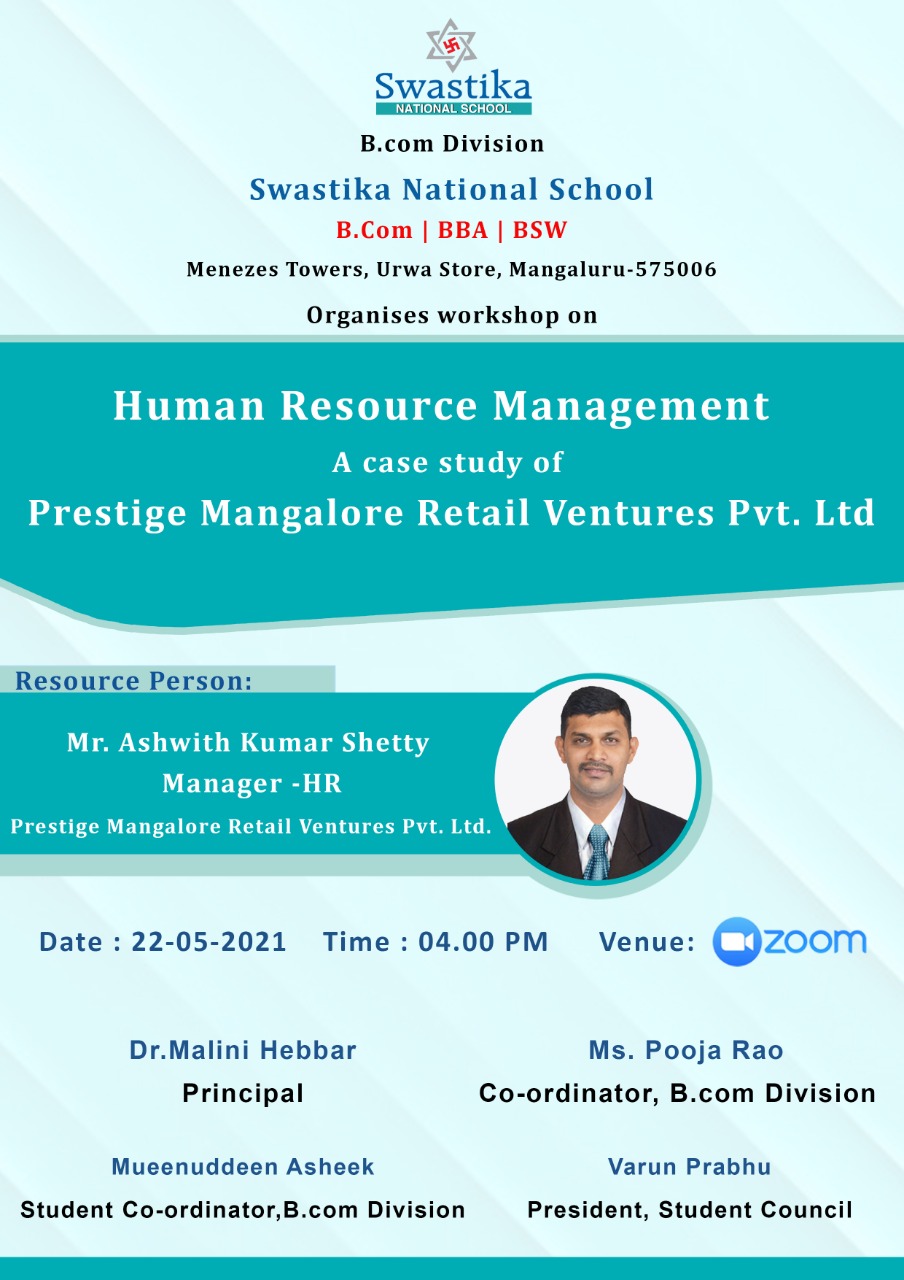 Swastika
NATIONAL SCHOOL
B.com Division
Swastika National School
B.Com | BBA | BSW
Menezes Towers, Urwa Store, Mangaluru-575006
Organises workshop on
Human Resource Management
A case study of
Prestige Mangalore Retail Ventures Pvt. Ltd
Resource Person:
Mr. Ashwith Kumar Shetty
Manager -HR
Prestige Mangalore Retail Ventures Pvt. Ltd.
Date : 22-05-2021 Time : 04.00 PM Venue: zoom
Dr.Malini Hebbar
Principal
Ms. Pooja Rao
Co-ordinator, B.com Division
Mueenuddeen Asheek
Student Co-ordinator,B.com Division
Varun Prabhu
President, Student Council